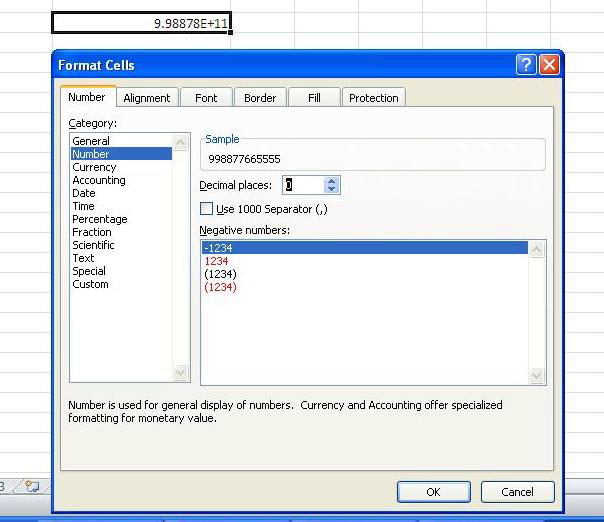 9.98878E+11
Format Cells
Number Alignment Font Border Fill Protection
Category:
General
Number
Currency
Accounting
Date
Time
Percentage
Fraction
Scientific
Text
Special
Custom
Sample
998877665555
Decimal places: 0
Use 1000 Separator (,)
Negative numbers:
-1234
1234
(1234)
(1234)
Number is used for general display of numbers. Currency and Accounting offer specialized
formatting for monetary value.
3
OK Cancel